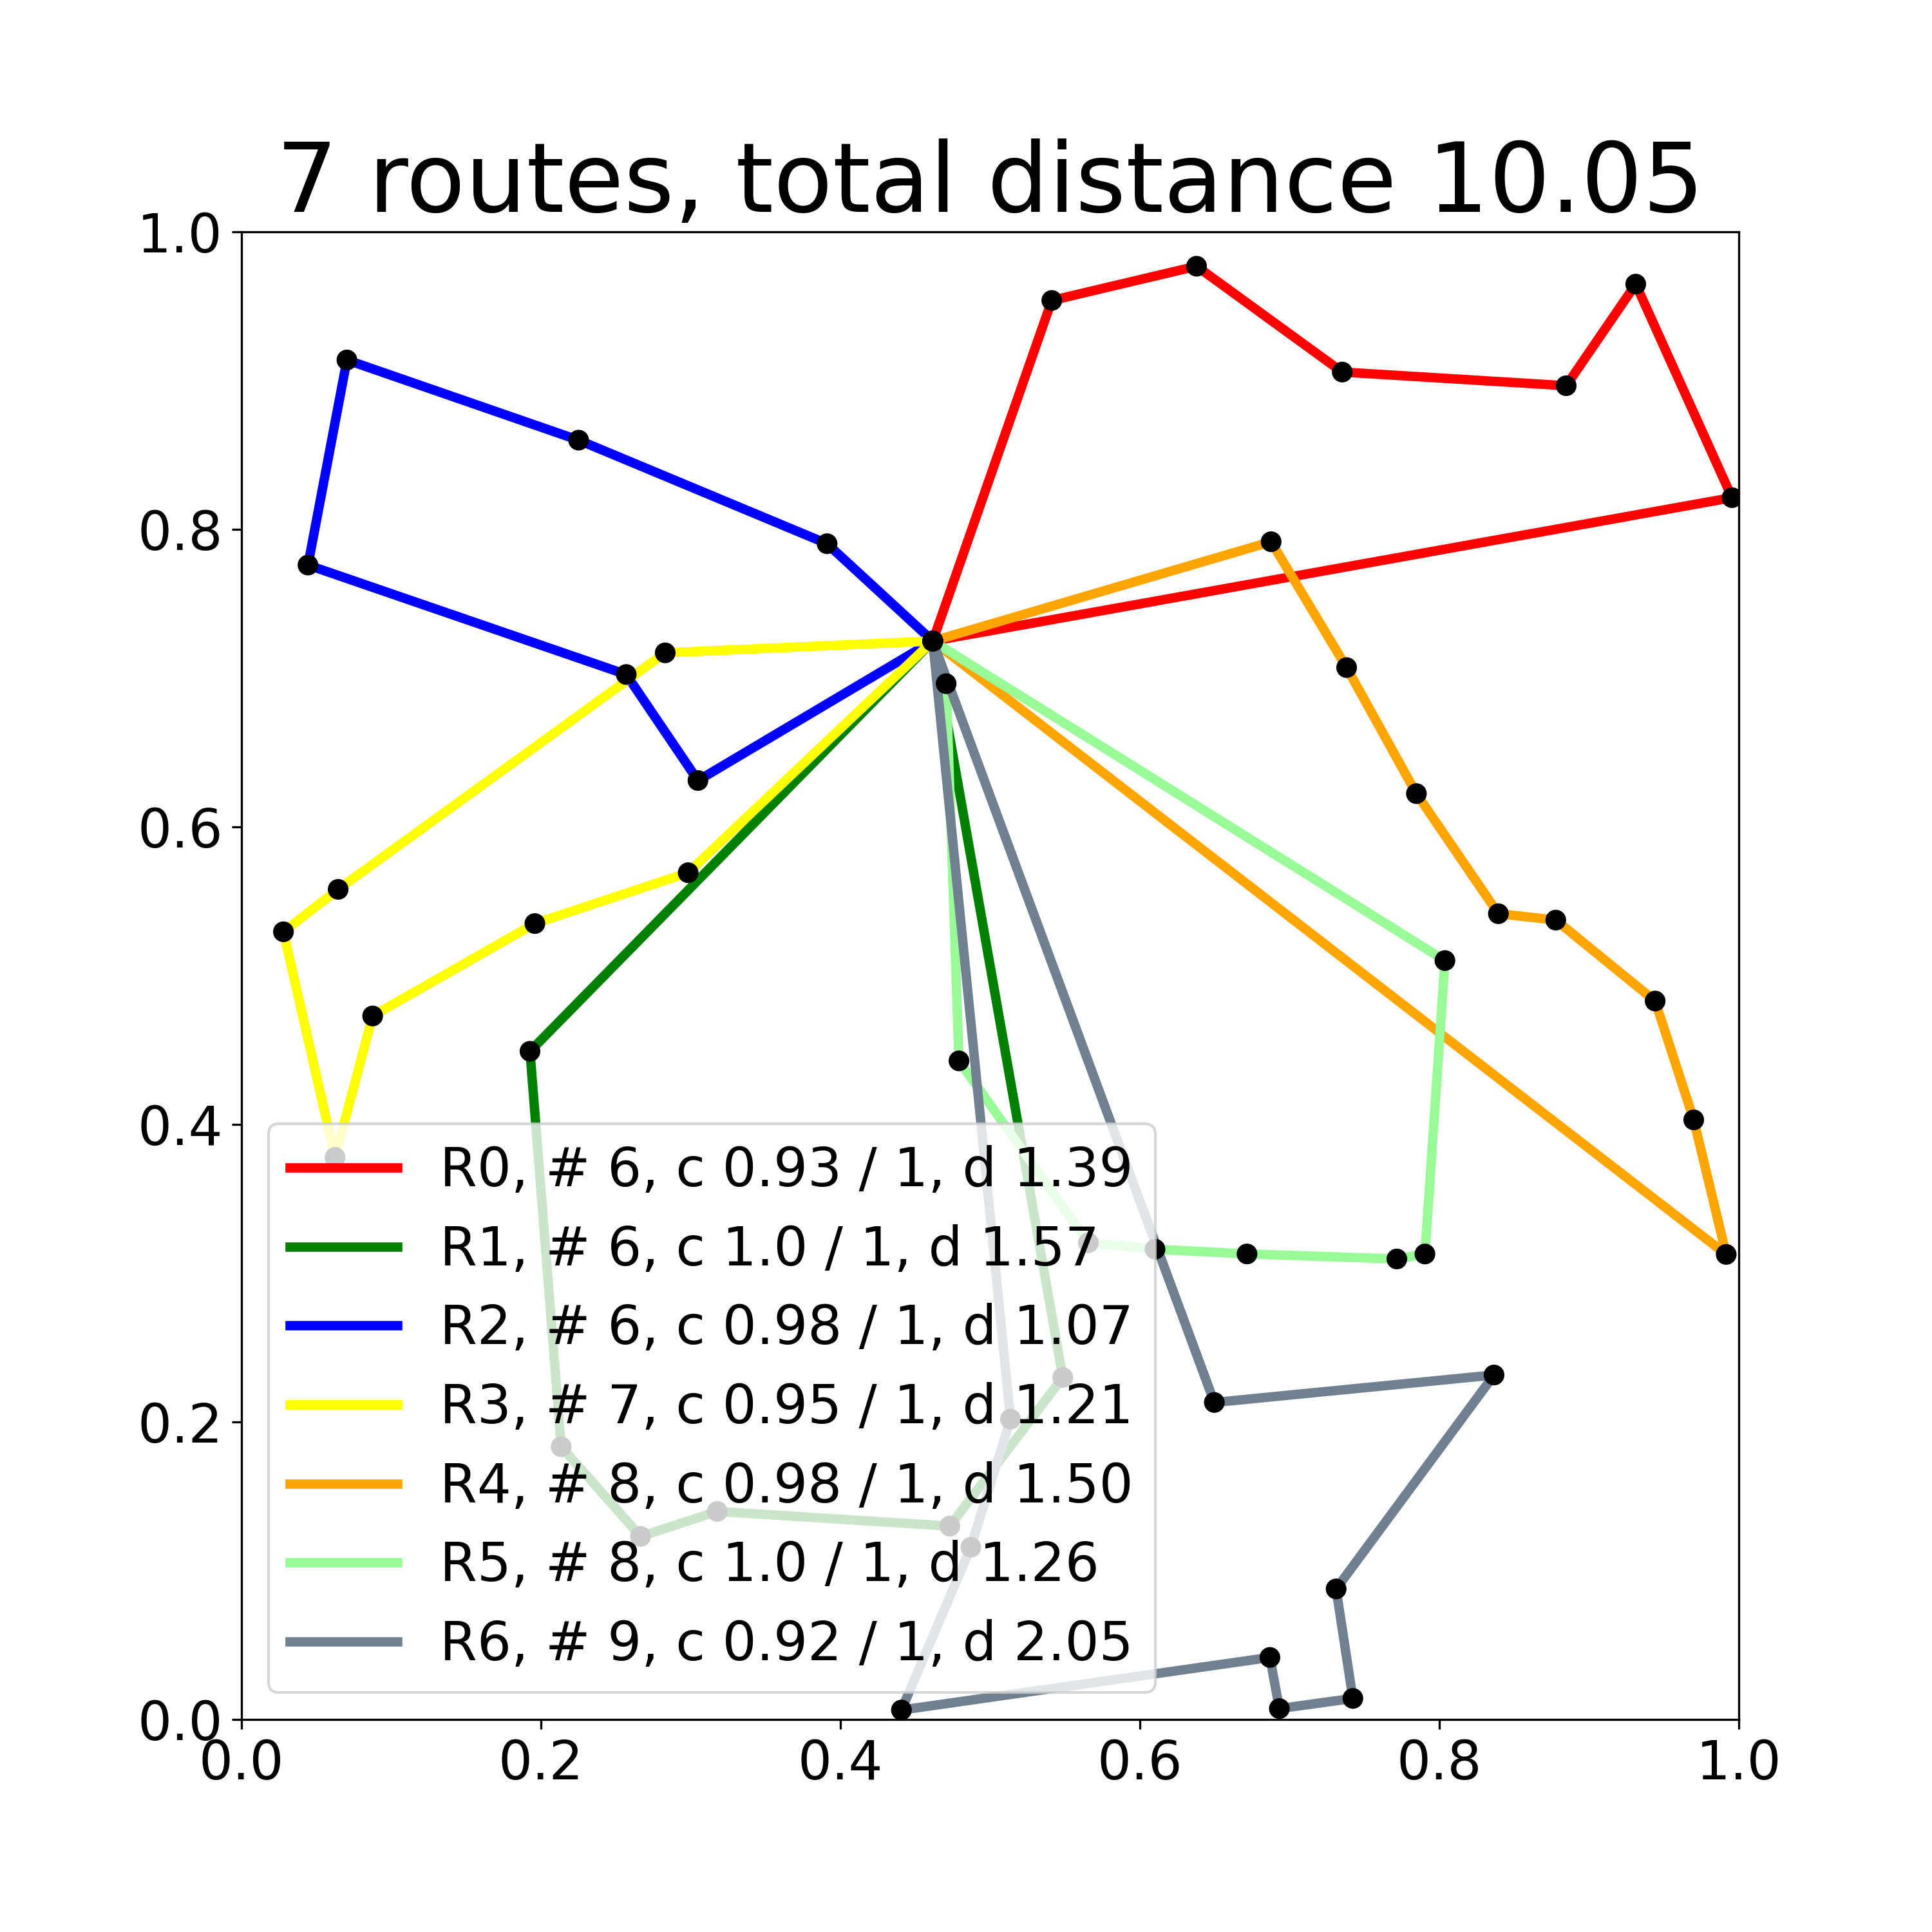 7 routes, total distance 10.05
1.0
0.8
0.6
0.4
0.2
0.0
R0, # 6, c 0.93 / 1, d 1.39
R1, # 6, c 1.0 / 1, d 1.57
R2, # 6, c 0.98 / 1, d 1.07
R3, # 7, c 0.95 / 1, d 1.21
R4, # 8, c 0.98 / 1, d 1.50
R5, # 8, c 1.0 / 1, d 1.26
R6, # 9, c 0.92 / 1, d 2.05
0.0 0.2 0.4 0.6 0.8 1.0